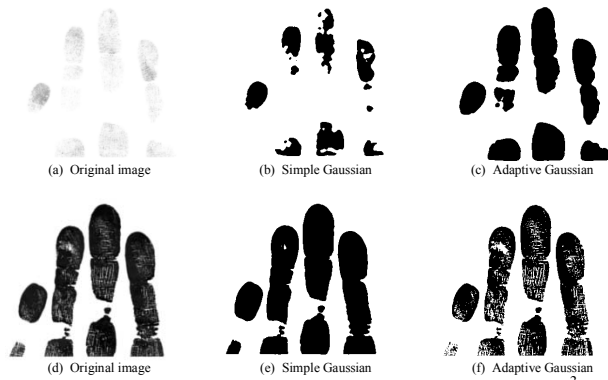 (a) Original image
(b) Simple Gaussian
(c) Adaptive Gaussian
(d) Original image
(e) Simple Gaussian
(f) Adaptive Gaussian